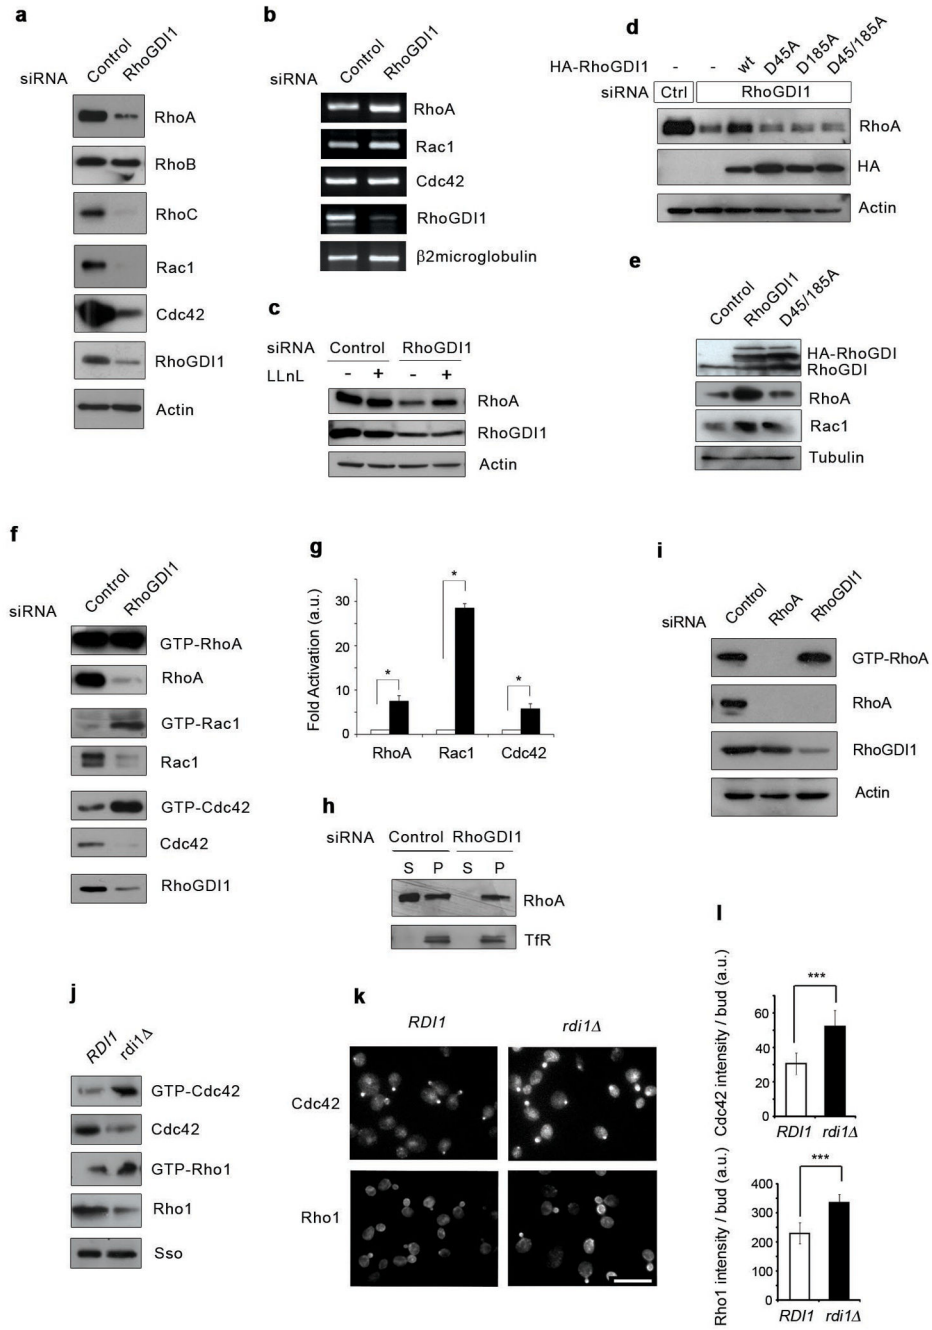 a
siRNA Control RhoGDI1
RhoA
RhoB
RhoC
Rac1
Cdc42
RhoGDI1
Actin
b
siRNA Control RhoGDI1
RhoA
Rac1
Cdc42
RhoGDI1
β2microglobulin
c
siRNA Control RhoGDI1
LLnL - + - +
RhoA
RhoGDI1
Actin
d
HA-RhoGDI1 - - wt D45A D185A D45/185A
siRNA Ctrl RhoGDI1
RhoA
HA
Actin
e
Control RhoGDI1 D45/185A
HA-RhoGDI
RhoGDI
RhoA
Rac1
Tubulin
f
siRNA Control RhoGDI1
GTP-RhoA
RhoA
GTP-Rac1
Rac1
GTP-Cdc42
Cdc42
RhoGDI1
g
Fold Activation (a.u.)
30
20
10
0
* * *
RhoA Rac1 Cdc42
h
siRNA Control RhoGDI1
S P S P
RhoA
TfR
i
siRNA Control RhoA RhoGDI1
GTP-RhoA
RhoA
RhoGDI1
Actin
j
RDI1 rdi1Δ
GTP-Cdc42
Cdc42
GTP-Rho1
Rho1
Sso
k
RDI1 rdi1Δ
Cdc42
Rho1
l
Cdc42 intensity / bud (a.u.)
60
40
20
0
***
RDI1 rdi1Δ
Rho1 intensity / bud (a.u.)
400
300
200
100
0
***
RDI1 rdi1Δ